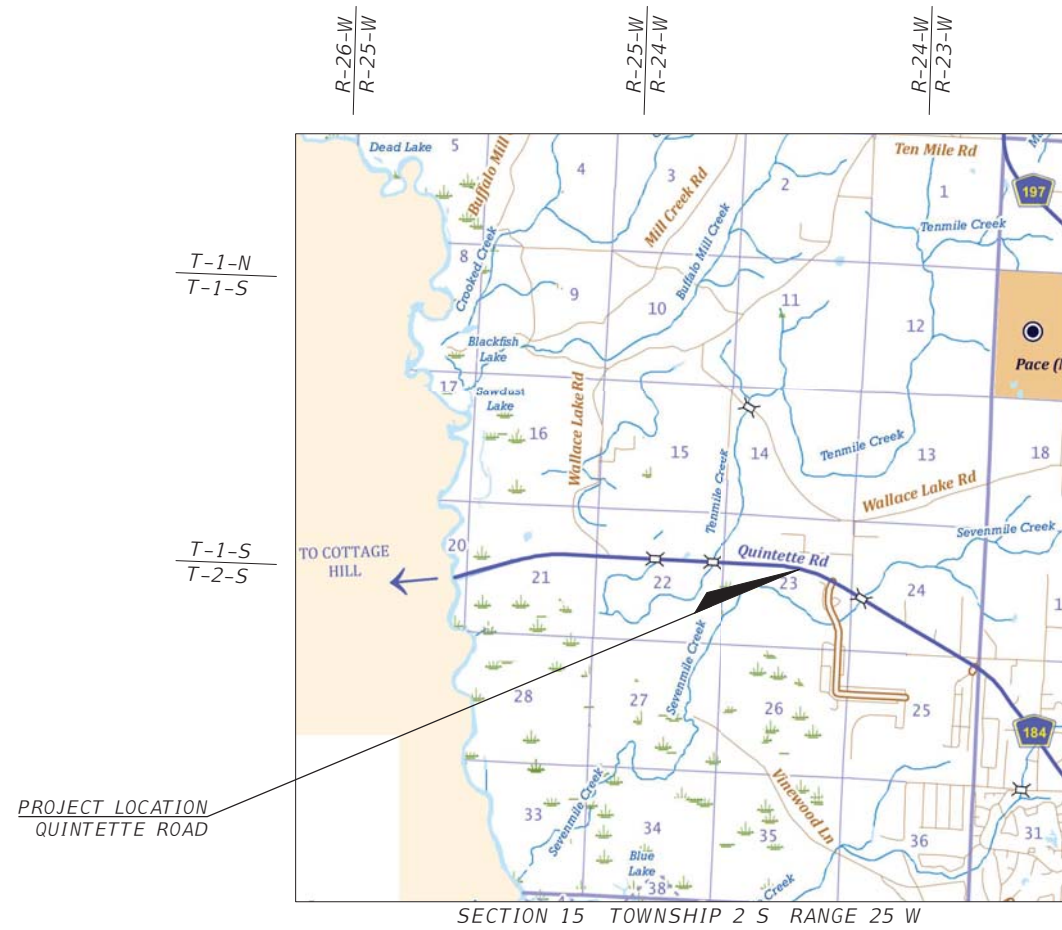 R-26-W
R-25-W
R-25-W
R-24-W
R-24-W
R-23-W
Dead Lake
5
Buffalo Mill
4
3
Mill Creek Rd
2
Ten Mile Rd
1
197
Tenmile Creek
T-1-N
T-1-S
8
Crooked Creek
9
10
Buffalo Mill Creek
11
12
Blackfish
Lake
Pace (
17
Sawdust
Lake
16
Wallace Lake Rd
15
14
Tenmile Creek
Tenmile Creek
13
18
Wallace Lake Rd
Sevenmile Creek
T-1-S
T-2-S
TO COTTAGE
HILL
20
21
22
Quintette Rd
23
24
1
Sevenmile Creek
28
27
26
25
184
PROJECT LOCATION
QUINTETTE ROAD
33
Sevenmile Creek
34
35
Vinewood Ln
36
31
Blue
Lake
38
Creek
SECTION 15 TOWNSHIP 2 S RANGE 25 W